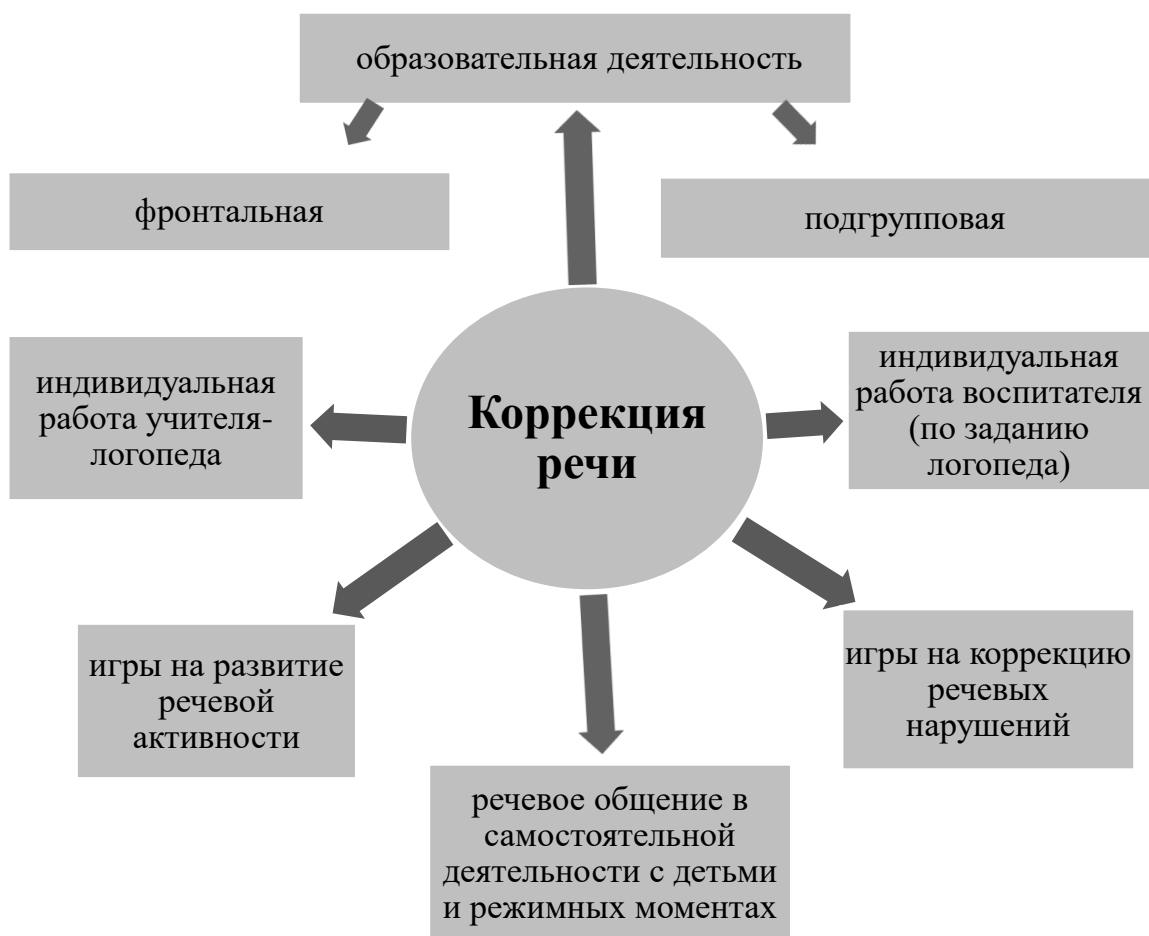 образовательная деятельность
фронтальная
подгрупповая
индивидуальная
работа учителя-
логопеда
Коррекция
речи
индивидуальная
работа воспитателя
(по заданию
логопеда)
игры на развитие
речевой
активности
игры на коррекцию
речевых
нарушений
речевое общение в
самостоятельной
деятельности с детьми
и режимных моментах